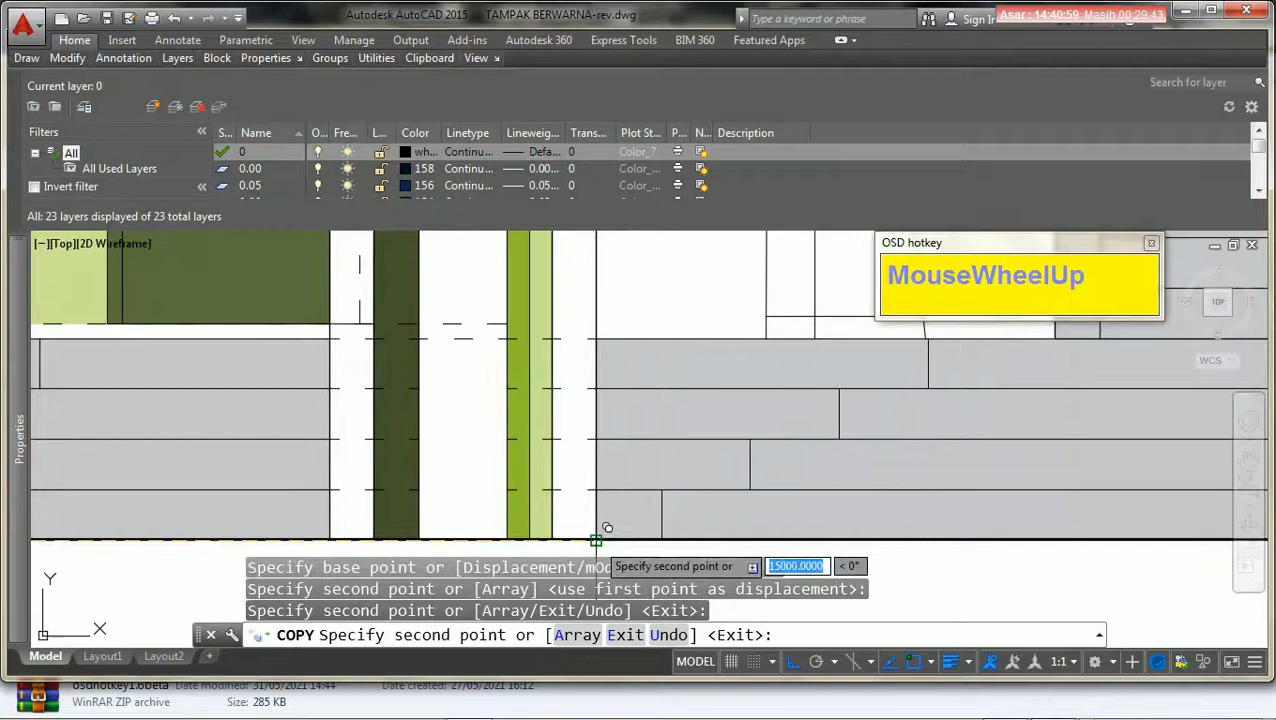 Autodesk AutoCAD 2015 TAMPAK BERWARNA-rev.dwg
Type a keyword or phrase
Sign In
Asar : 14:40:59 Masih 00:29:43
Home Insert Annotate Parametric View Manage Output Add-ins Autodesk 360 Express Tools BIM 360 Featured Apps
Draw Modify Annotation Layers Block Properties Groups Utilities Clipboard View
Current layer: 0
Search for layer
Filters
S... Name O... Fre... L... Color Linetype Lineweig... Trans... Plot St... P... N... Description
All
0 wh... Continu... Defa... 0 Color_7
All Used Layers
0.00 158 Continu... 0.00... 0 Color_...
Invert filter
0.05 156 Continu... 0.05... 0 Color_...
All: 23 layers displayed of 23 total layers
[−][Top][2D Wireframe]
OSD hotkey
MouseWheelUp
TOP
WCS
Properties
Specify base point or [Displacement/mOd
Specify second point or
15000.0000
< 0°
Specify second point or [Array] <use first point as displacement>:
Specify second point or [Array/Exit/Undo] <Exit>:
COPY Specify second point or [Array Exit Undo] <Exit>:
Y
X
Model Layout1 Layout2 +
MODEL
1:1
osdhotkey1.6beta Date modified: 31/05/2021 14:44 Date created: 27/05/2021 16:12
WinRAR ZIP archive Size: 285 KB